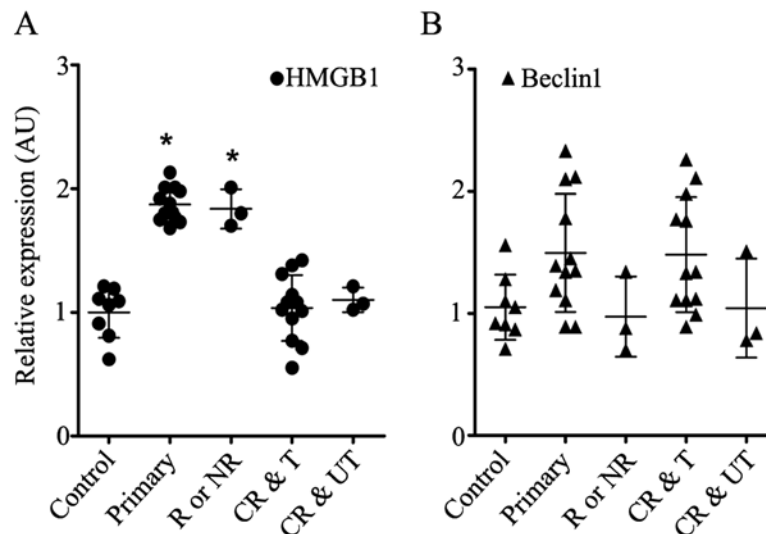 A
B
3
●HMGB1
3
▲Beclin1
*
*
2
2
1
1
0
0
Relative expression (AU)
Control
Primary
R or NR
CR & T
CR & UT
Control
Primary
R or NR
CR & T
CR & UT